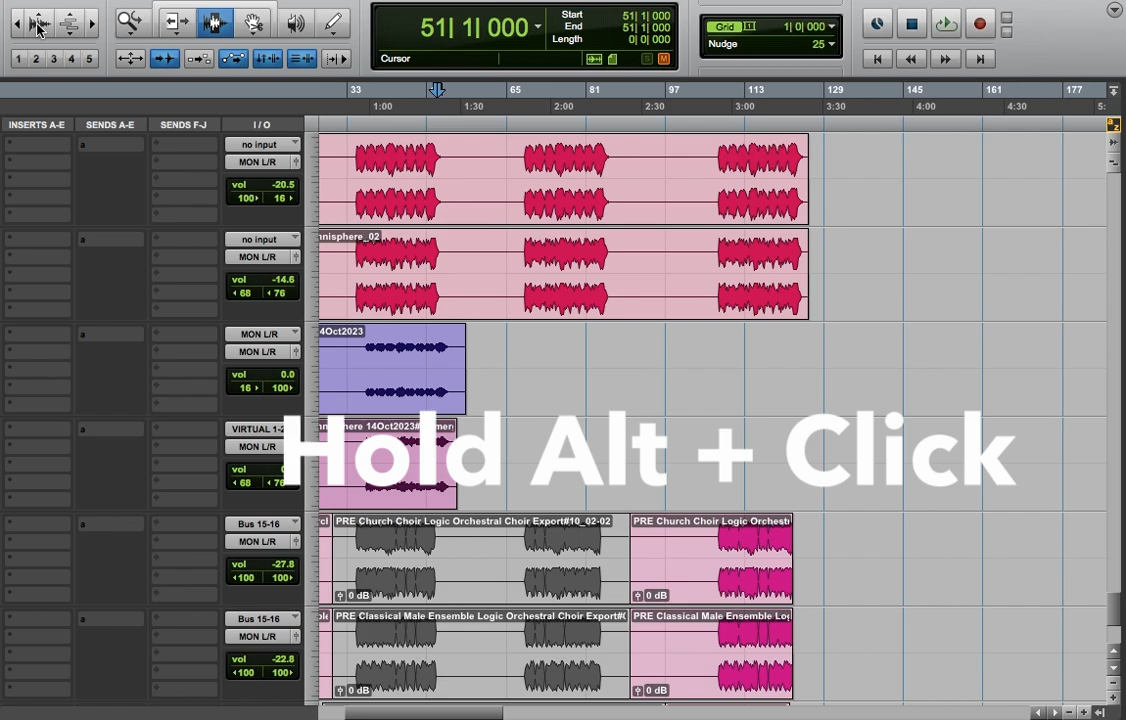 51| 1| 000
Start 51| 1| 000
End 51| 1| 000
Length 0| 0| 000
Cursor
S M
Grid 1| 0| 000
Nudge 25
1 2 3 4 5
33 65 81 97 113 129 145 161 177
1:00 1:30 2:00 2:30 3:00 3:30 4:00 4:30 5:
INSERTS A-E SENDS A-E SENDS F-J I / O
a z
a
no input
MON L/R
vol -20.5
100 16
a
no input
MON L/R
vol -14.6
68 76
nnisphere_02
a
MON L/R
MON L/R
vol 0.0
16 100
4Oct2023
a
VIRTUAL 1-2
MON L/R
vol
68 76
Hold Alt + Click
a
Bus 15-16
MON L/R
vol -27.8
100 100
PRE Church Choir Logic Orchestral Choir Export#10_02-02
PRE Church Choir Logic Orchestr
0 dB
0 dB
a
Bus 15-16
MON L/R
vol -22.8
100 100
PRE Classical Male Ensemble Logic Orchestral Choir Export#
PRE Classical Male Ensemble Lo
0 dB
0 dB